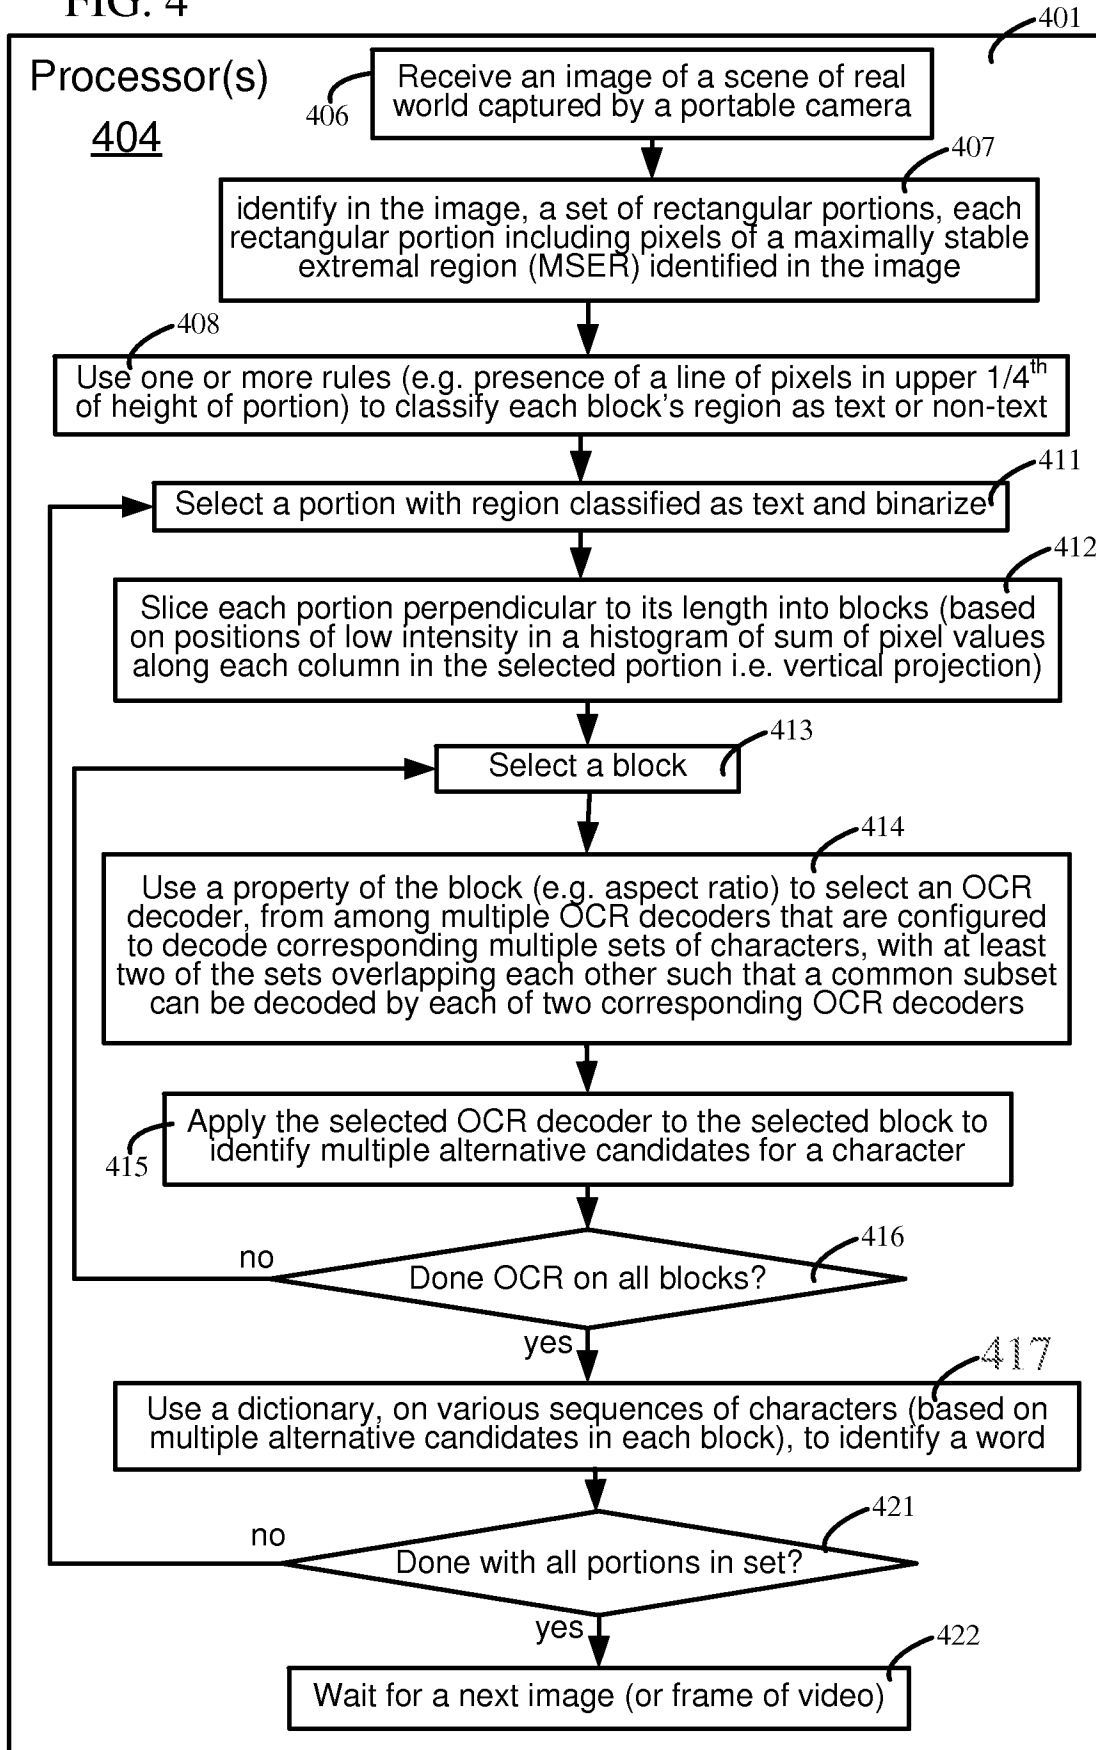 FIG. 4
401
Processor(s)
404
406
Receive an image of a scene of real
world captured by a portable camera
407
identify in the image, a set of rectangular portions, each
rectangular portion including pixels of a maximally stable
extremal region (MSER) identified in the image
408
Use one or more rules (e.g. presence of a line of pixels in upper 1/4th
of height of portion) to classify each block's region as text or non-text
411
Select a portion with region classified as text and binarize
412
Slice each portion perpendicular to its length into blocks (based
on positions of low intensity in a histogram of sum of pixel values
along each column in the selected portion i.e. vertical projection)
413
Select a block
414
Use a property of the block (e.g. aspect ratio) to select an OCR
decoder, from among multiple OCR decoders that are configured
to decode corresponding multiple sets of characters, with at least
two of the sets overlapping each other such that a common subset
can be decoded by each of two corresponding OCR decoders
415
Apply the selected OCR decoder to the selected block to
identify multiple alternative candidates for a character
416
no
Done OCR on all blocks?
yes
417
Use a dictionary, on various sequences of characters (based on
multiple alternative candidates in each block), to identify a word
421
no
Done with all portions in set?
yes
422
Wait for a next image (or frame of video)